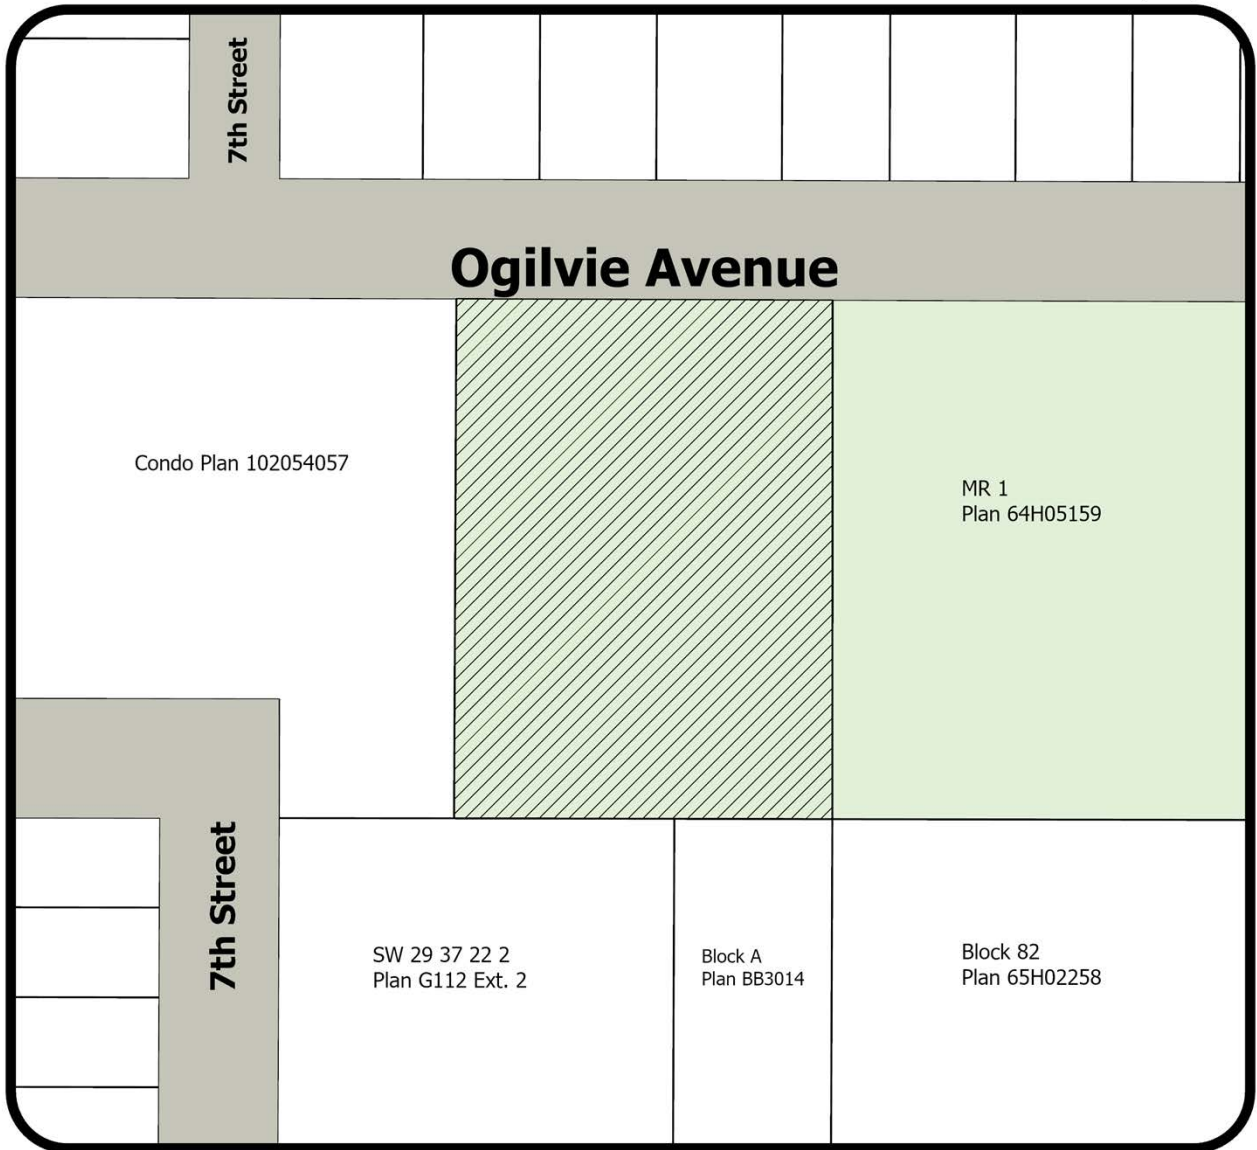 7th Street
Ogilvie Avenue
Condo Plan 102054057
MR 1
Plan 64H05159
7th Street
SW 29 37 22 2
Plan G112 Ext. 2
Block A
Plan BB3014
Block 82
Plan 65H02258